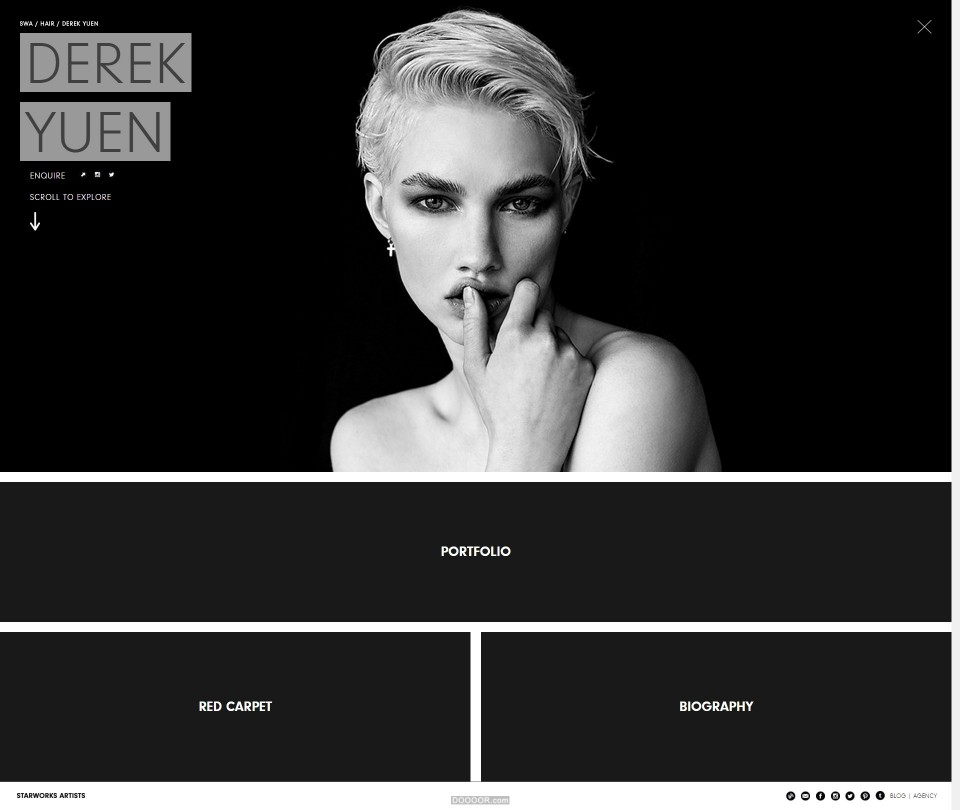 SWA / HAIR / DEREK YUEN
DEREK
YUEN
ENQUIRE
SCROLL TO EXPLORE
PORTFOLIO
RED CARPET
BIOGRAPHY
STARWORKS ARTISTS
DOOOOR.com
BLOG | AGENCY